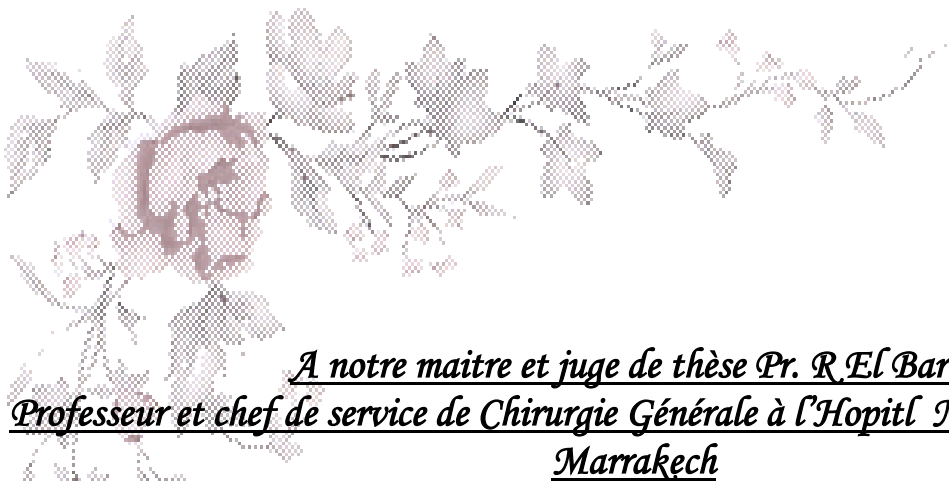 A notre maitre et juge de thèse Pr. R El Bar
Professeur et chef de service de Chirurgie Générale à l’Hopitl
Marrakech